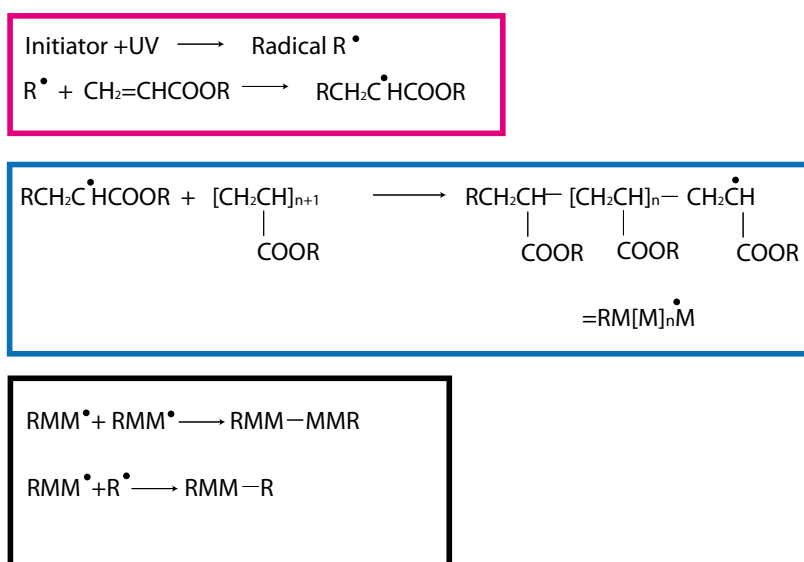 Initiator +UV ⟶ Radical R•
R• + CH₂=CHCOOR ⟶ RCH₂C•HCOOR
RCH₂C•HCOOR + [CH₂CH]ₙ₊₁ ⟶ RCH₂CH— [CH₂CH]ₙ— CH₂C•H
COOR COOR COOR COOR
=RM[M]ₙM•
RMM•+ RMM• ⟶ RMM—MMR
RMM•+R• ⟶ RMM—R